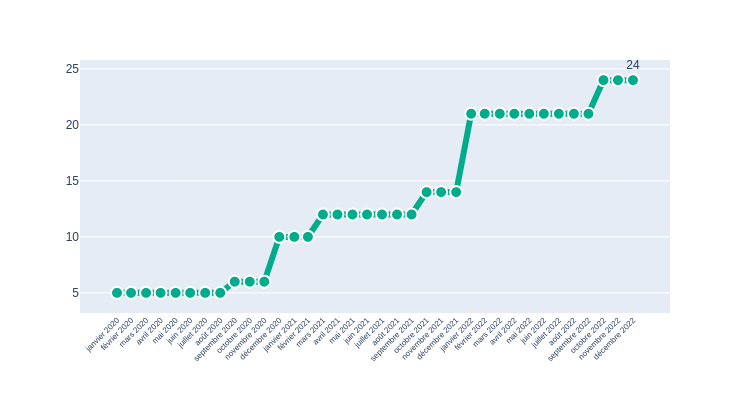 24
25
20
15
10
5
janvier 2020
février 2020
mars 2020
avril 2020
mai 2020
juin 2020
juillet 2020
août 2020
septembre 2020
octobre 2020
novembre 2020
décembre 2020
janvier 2021
février 2021
mars 2021
avril 2021
mai 2021
juin 2021
juillet 2021
août 2021
septembre 2021
octobre 2021
novembre 2021
décembre 2021
janvier 2022
février 2022
mars 2022
avril 2022
mai 2022
juin 2022
juillet 2022
août 2022
septembre 2022
octobre 2022
novembre 2022
décembre 2022